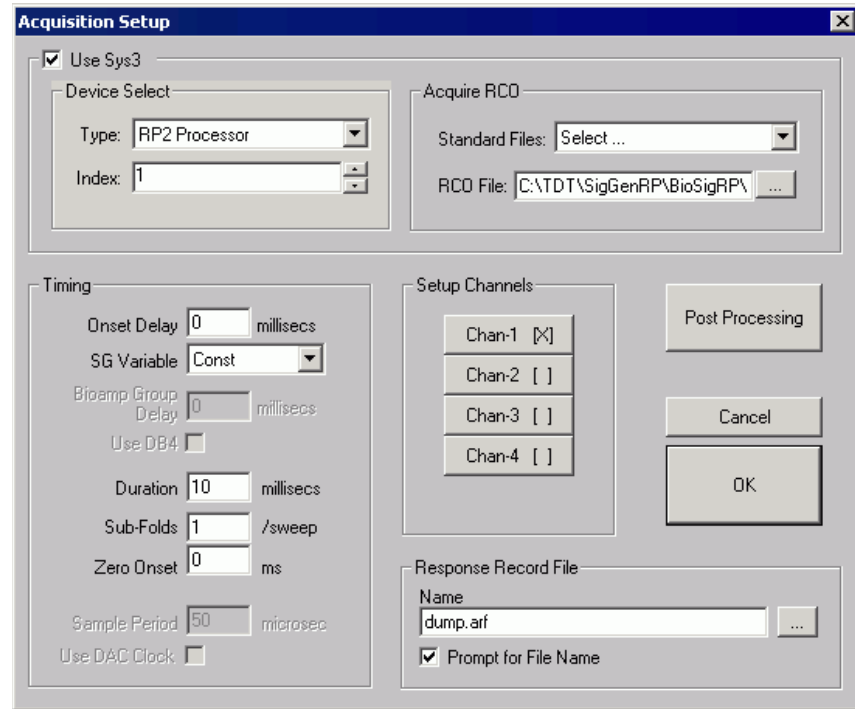 Acquisition Setup
Use Sys3
Device Select
Type: RP2 Processor
Index: 1
Acquire RCO
Standard Files: Select ...
RCO File: C:\TDT\SigGenRP\BioSigRP\ ...
Timing
Onset Delay 0 millisecs
SG Variable Const
Bioamp Group
Delay 0 millisecs
Use DB4
Duration 10 millisecs
Sub-Folds 1 /sweep
Zero Onset 0 ms
Sample Period 50 microsec
Use DAC Clock
Setup Channels
Chan-1 [X]
Chan-2 [ ]
Chan-3 [ ]
Chan-4 [ ]
Post Processing
Cancel
OK
Response Record File
Name
dump.arf ...
Prompt for File Name